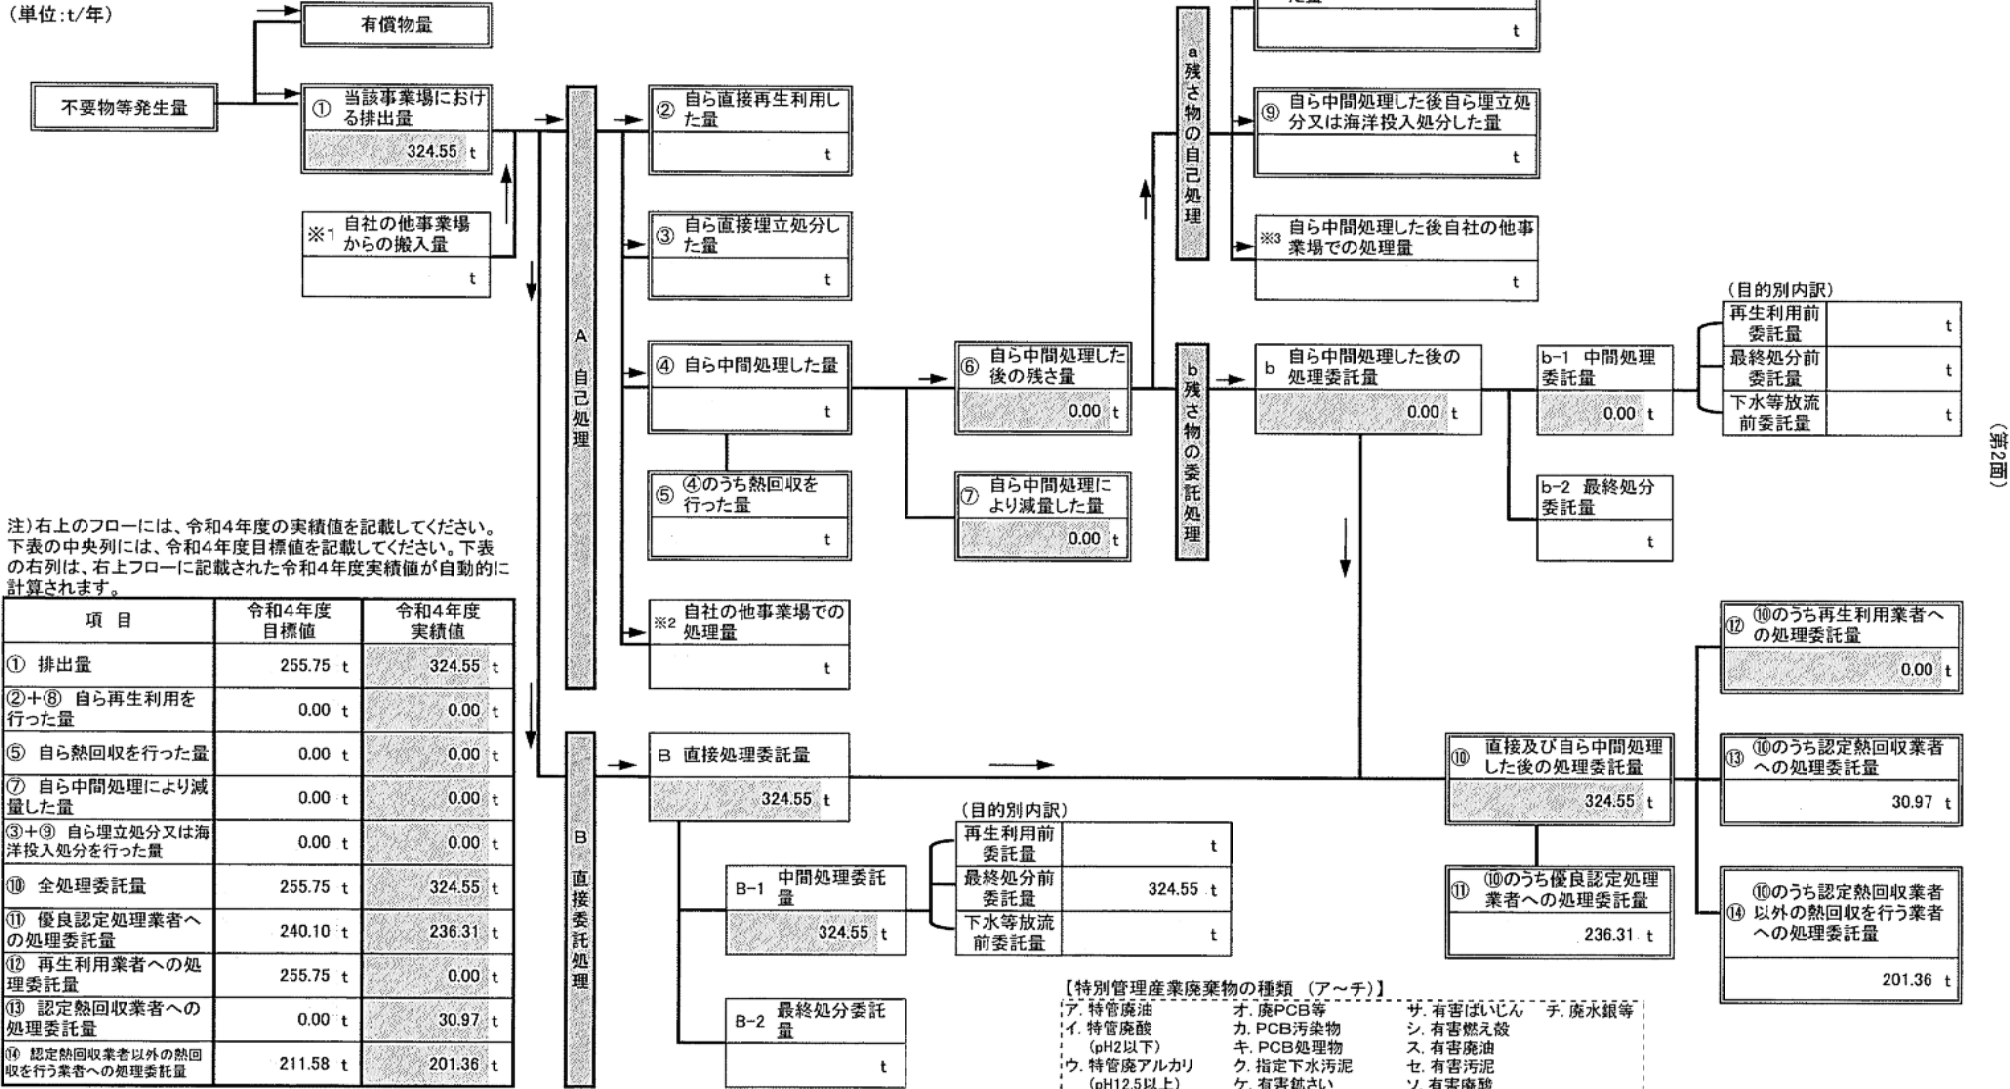 (単位:t/年)
有償物量
不要物等発生量
① 当該事業場におけ
る排出量
324.55 t
※1 自社の他事業場
からの搬入量
t
A 自己処理
② 自ら直接再生利用し
た量
t
③ 自ら直接埋立処分し
た量
t
④ 自ら中間処理した量
t
⑤ ④のうち熱回収を
行った量
t
※2 自社の他事業場での
処理量
t
⑥ 自ら中間処理した
後の残さ量
0.00 t
⑦ 自ら中間処理に
より減量した量
0.00 t
a 残さ物の自己処理
t
⑨ 自ら中間処理した後自ら埋立処
分又は海洋投入処分した量
t
※3 自ら中間処理した後自社の他事
業場での処理量
t
b 残さ物の委託処理
b 自ら中間処理した後の
処理委託量
0.00 t
b-1 中間処理
委託量
0.00 t
b-2 最終処分
委託量
t
(目的別内訳)
再生利用前
委託量 t
最終処分前
委託量 t
下水等放流
前委託量 t
(第2面)
注)右上のフローには、令和4年度の実績値を記載してください。
下表の中央列には、令和4年度目標値を記載してください。下表
の右列は、右上フローに記載された令和4年度実績値が自動的に
計算されます。
項 目 令和4年度 目標値 令和4年度 実績値
① 排出量 255.75 t 324.55 t
②+⑧ 自ら再生利用を
行った量 0.00 t 0.00 t
⑤ 自ら熱回収を行った量 0.00 t 0.00 t
⑦ 自ら中間処理により減
量した量 0.00 t 0.00 t
③+⑨ 自ら埋立処分又は海
洋投入処分を行った量 0.00 t 0.00 t
⑩ 全処理委託量 255.75 t 324.55 t
⑪ 優良認定処理業者へ
の処理委託量 240.10 t 236.31 t
⑫ 再生利用業者への処
理委託量 255.75 t 0.00 t
⑬ 認定熱回収業者への
処理委託量 0.00 t 30.97 t
⑭ 認定熱回収業者以外の熱回
収を行う業者への処理委託量 211.58 t 201.36 t
B 直接委託処理
B 直接処理委託量
324.55 t
B-1 中間処理委託
量
324.55 t
B-2 最終処分委託
量
t
(目的別内訳)
再生利用前
委託量 t
最終処分前
委託量 324.55 t
下水等放流
前委託量 t
⑩ 直接及び自ら中間処理
した後の処理委託量
324.55 t
⑪ ⑩のうち優良認定処理
業者への処理委託量
236.31 t
⑫ ⑩のうち再生利用業者へ
の処理委託量
0.00 t
⑬ ⑩のうち認定熱回収業者
への処理委託量
30.97 t
⑭ ⑩のうち認定熱回収業者
以外の熱回収を行う業者
への処理委託量
201.36 t
【特別管理産業廃棄物の種類 (ア～チ)】
ア. 特管廃油 オ. 廃PCB等 サ. 有害ばいじん チ. 廃水銀等
イ. 特管廃酸 カ. PCB汚染物 シ. 有害燃え殻
(pH2以下) キ. PCB処理物 ス. 有害廃油
ウ. 特管廃アルカリ ク. 指定下水汚泥 セ. 有害汚泥
(pH12.5以上) ケ. 有害鉱さい ソ. 有害廃酸